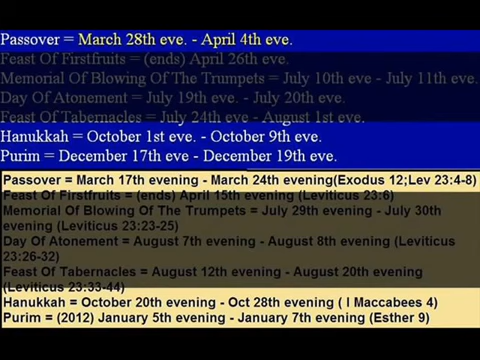 Passover = March 28th eve. - April 4th eve.
Feast Of Firstfruits = (ends) April 26th eve.
Memorial Of Blowing Of The Trumpets = July 10th eve - July 11th eve.
Day Of Atonement = July 19th eve. - July 20th eve.
Feast Of Tabernacles = July 24th eve - August 1st eve.
Hanukkah = October 1st eve. - October 9th eve.
Purim = December 17th eve - December 19th eve.
Passover = March 17th evening - March 24th evening(Exodus 12;Lev 23:4-8)
Feast Of Firstfruits = (ends) April 15th evening (Leviticus 23:6)
Memorial Of Blowing Of The Trumpets = July 29th evening - July 30th
evening (Leviticus 23:23-25)
Day Of Atonement = August 7th evening - August 8th evening (Leviticus
23:26-32)
Feast Of Tabernacles = August 12th evening - August 20th evening
(Leviticus 23:33-44)
Hanukkah = October 20th evening - Oct 28th evening ( I Maccabees 4)
Purim = (2012) January 5th evening - January 7th evening (Esther 9)